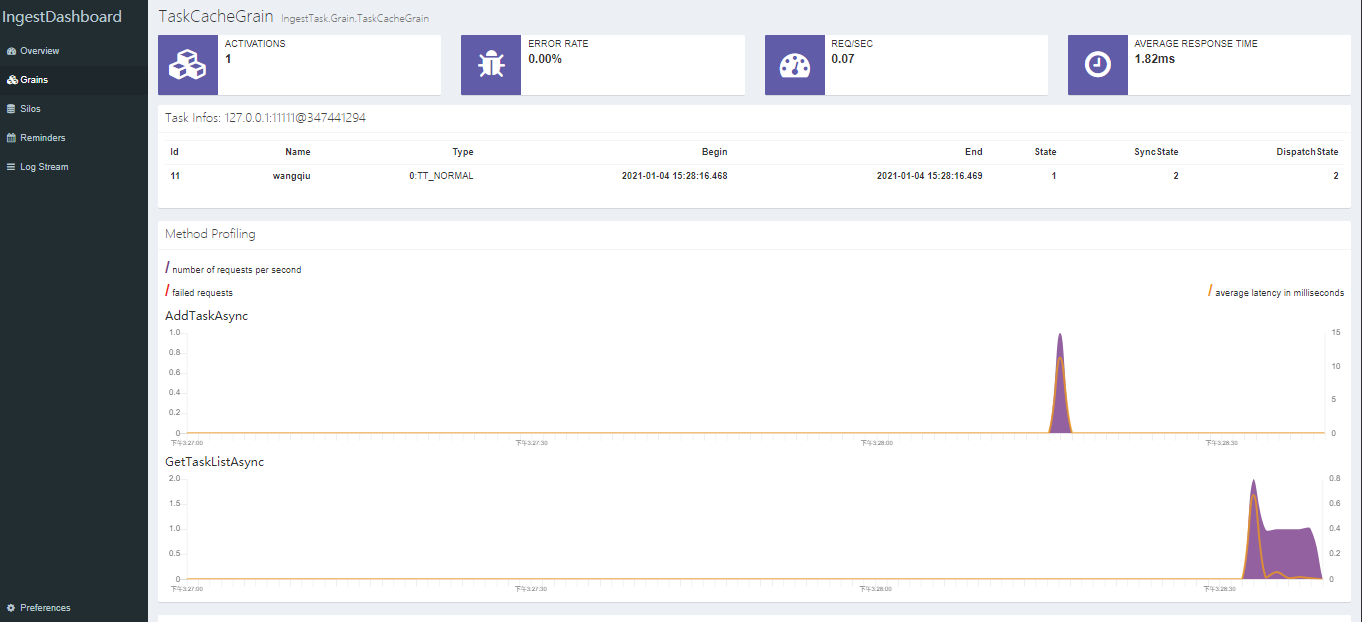 IngestDashboard
Overview
Grains
Silos
Reminders
Log Stream
Preferences
TaskCacheGrain IngestTask.Grain.TaskCacheGrain
ACTIVATIONS
1
ERROR RATE
0.00%
REQ/SEC
0.07
AVERAGE RESPONSE TIME
1.82ms
Task Infos: 127.0.0.1:11111@347441294
Id Name Type Begin End State SyncState DispatchState
11 wangqiu 0:TT_NORMAL 2021-01-04 15:28:16.468 2021-01-04 15:28:16.469 1 2 2
Method Profiling
/ number of requests per second
/ failed requests
/ average latency in milliseconds
AddTaskAsync
1.0 15
0.8
10
0.6
0.4
5
0.2
0 0
下午3:27:00 下午3:27:30 下午3:28:00 下午3:28:30
GetTaskListAsync
2.0 0.8
1.5 0.6
1.0 0.4
0.5 0.2
0 0
下午3:27:00 下午3:27:30 下午3:28:00 下午3:28:30